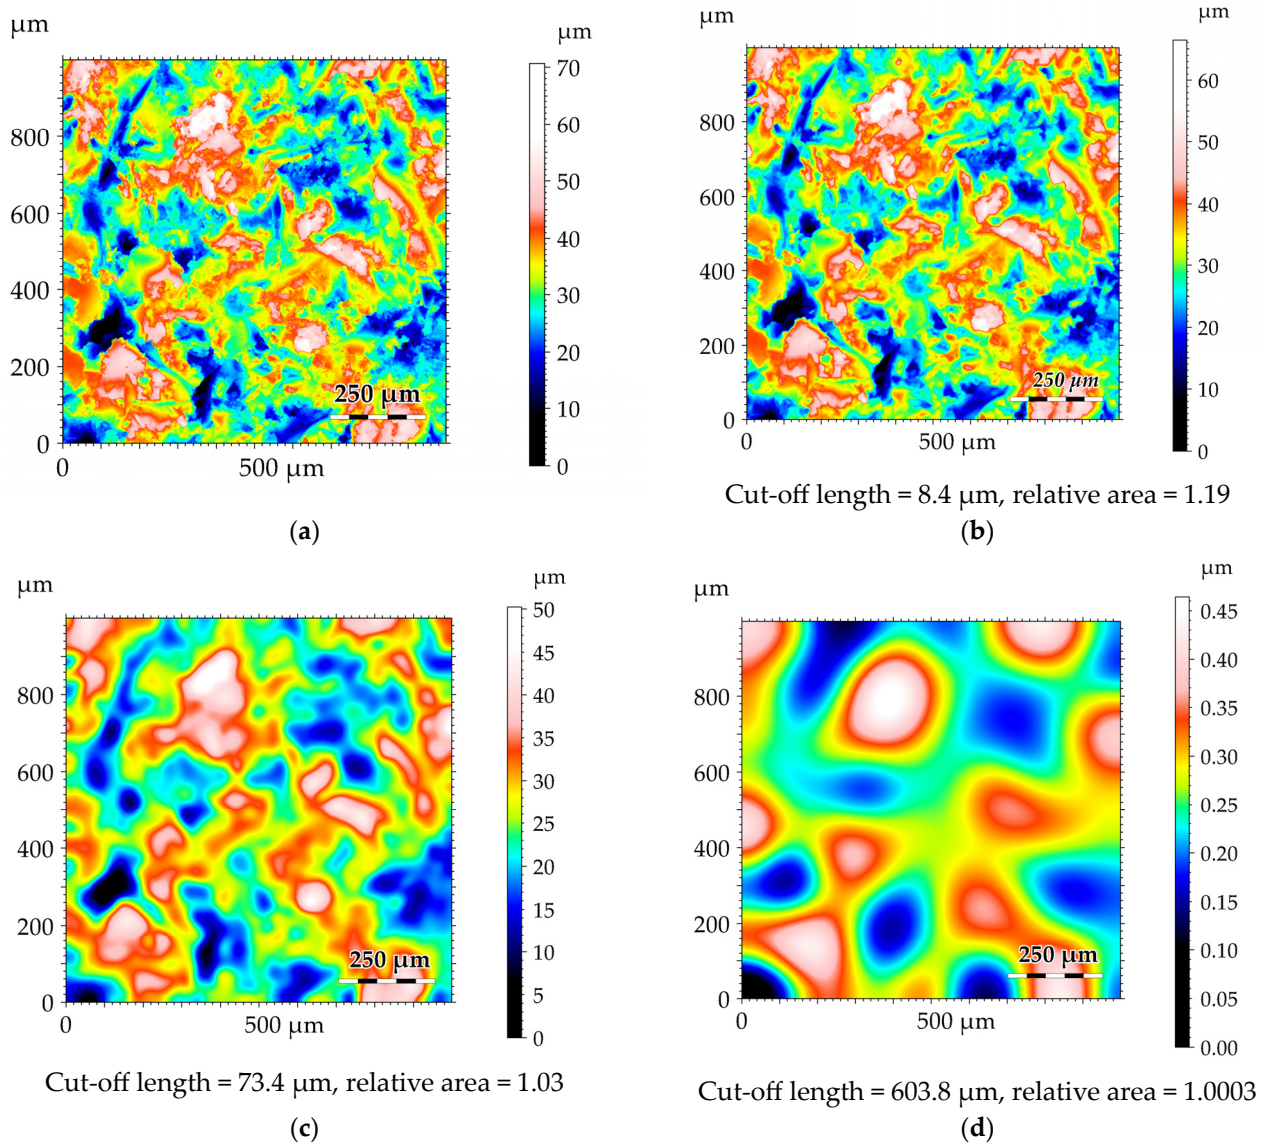 µm
µm
800
600
400
200
0
0
500 µm
250 µm
70
60
50
40
30
20
10
0
(a)
µm
µm
800
600
400
200
0
0
500 µm
250 µm
60
50
40
30
20
10
0
Cut-off length = 8.4 µm, relative area = 1.19
(b)
µm
µm
800
600
400
200
0
0
500 µm
250 µm
50
45
40
35
30
25
20
15
10
5
0
Cut-off length = 73.4 µm, relative area = 1.03
(c)
µm
µm
800
600
400
200
0
0
500 µm
250 µm
0.45
0.40
0.35
0.30
0.25
0.20
0.15
0.10
0.05
0.00
Cut-off length = 603.8 µm, relative area = 1.0003
(d)